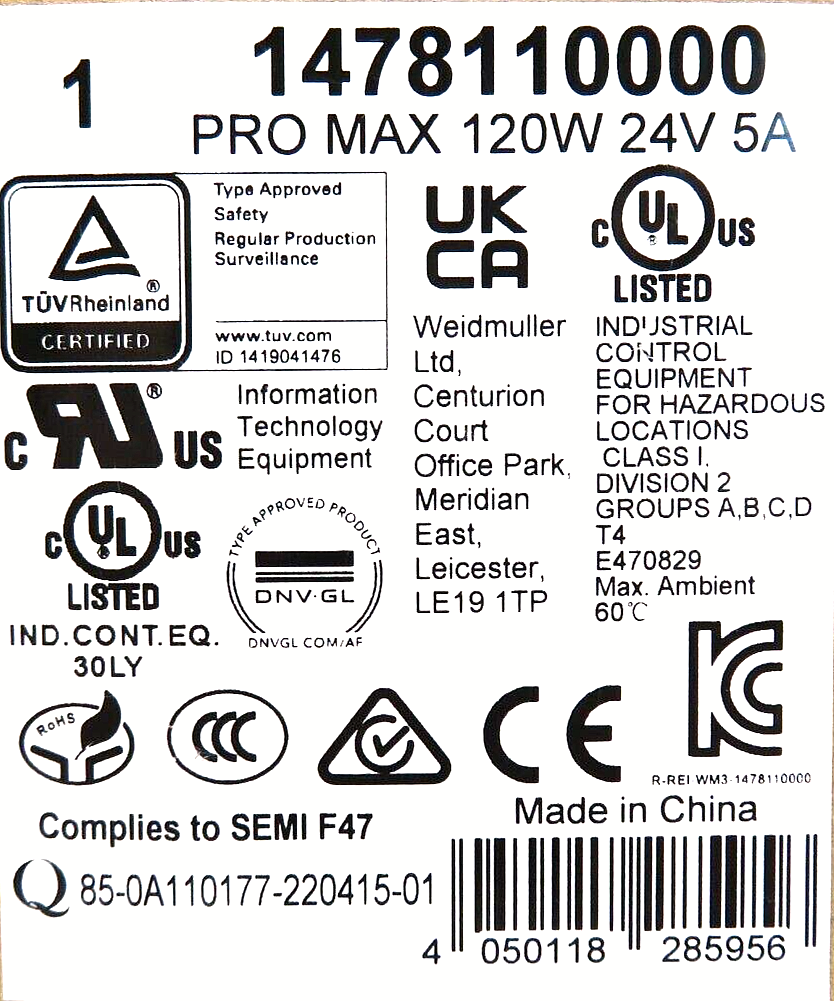 1
1478110000
PRO MAX 120W 24V 5A
Type Approved
Safety
Regular Production
Surveillance
www.tuv.com
ID 1419041476
®
TÜVRheinland
CERTIFIED
UK
CA
C UL US
LISTED
Weidmuller
Ltd,
Centurion
Court
Office Park,
Meridian
East,
Leicester,
LE19 1TP
INDUSTRIAL
CONTROL
EQUIPMENT
FOR HAZARDOUS
LOCATIONS
CLASS I,
DIVISION 2
GROUPS A,B,C,D
T4
E470829
Max. Ambient
60℃
C RU ® US
Information
Technology
Equipment
C UL US
LISTED
IND.CONT.EQ.
30LY
TYPE APPROVED PRODUCT
DNV·GL
DNVGL.COM/AF
RoHS
CCC
CE
KC
R-REI WM3-1478110000
Complies to SEMI F47
Made in China
Q 85-0A110177-220415-01
4 050118 285956